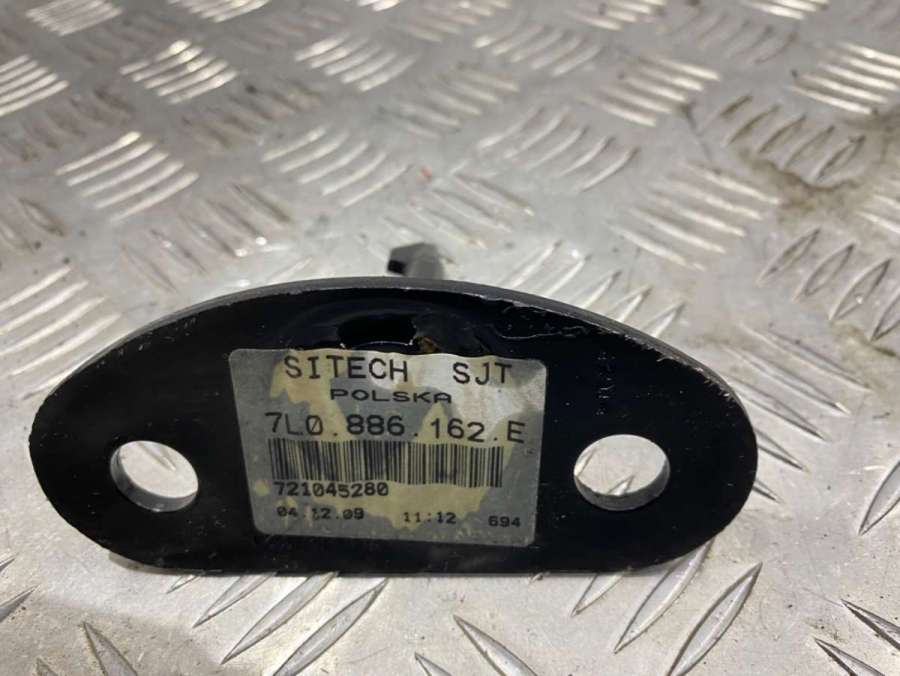 SITECH SJT
POLSKA
7L0.886.162.E
721045280
04.12.09 11:12 694